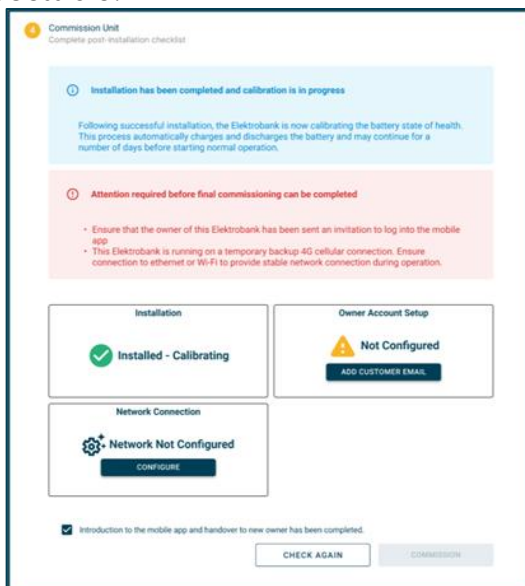 4
Commission Unit
Complete post-installation checklist
Installation has been completed and calibration is in progress
Following successful installation, the Elektrobank is now calibrating the battery state of health.
This process automatically charges and discharges the battery and may continue for a
number of days before starting normal operation.
Attention required before final commissioning can be completed
• Ensure that the owner of this Elektrobank has been sent an invitation to log into the mobile
app
• This Elektrobank is running on a temporary backup 4G cellular connection. Ensure
connection to ethernet or Wi-Fi to provide stable network connection during operation.
Installation
Installed - Calibrating
Owner Account Setup
Not Configured
ADD CUSTOMER EMAIL
Network Connection
Network Not Configured
CONFIGURE
Introduction to the mobile app and handover to new owner has been completed.
CHECK AGAIN
COMMISSION